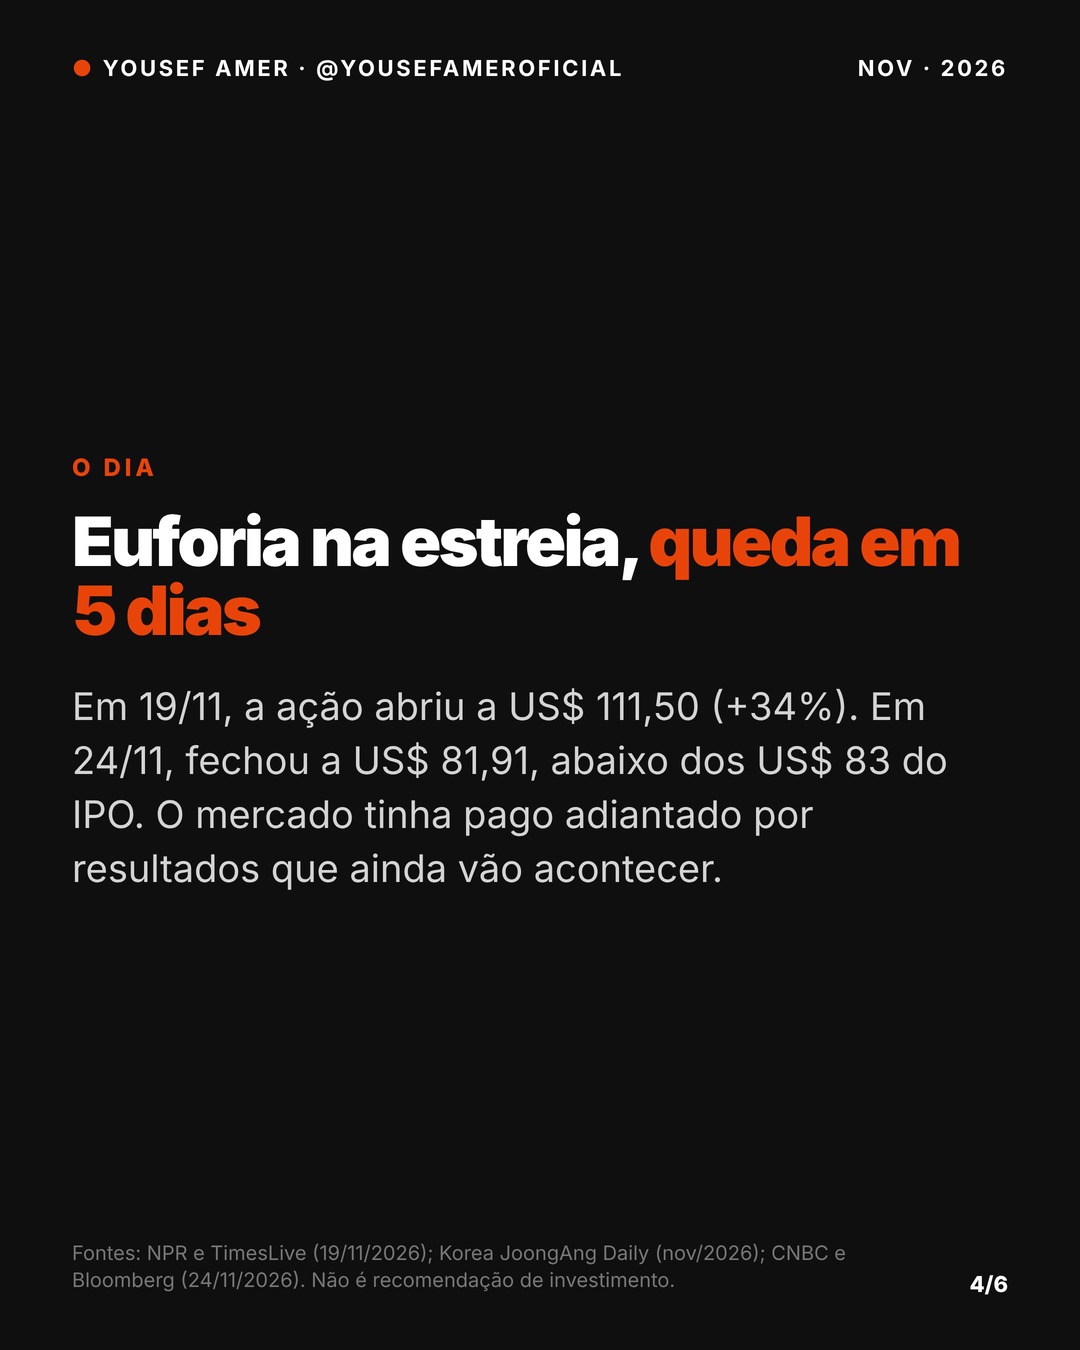 YOUSEF AMER · @YOUSEFAMEROFICIAL
NOV · 2026
O DIA
Euforia na estreia, queda em
5 dias
Em 19/11, a ação abriu a US$ 111,50 (+34%). Em
24/11, fechou a US$ 81,91, abaixo dos US$ 83 do
IPO. O mercado tinha pago adiantado por
resultados que ainda vão acontecer.
Fontes: NPR e TimesLive (19/11/2026); Korea JoongAng Daily (nov/2026); CNBC e
Bloomberg (24/11/2026). Não é recomendação de investimento.
4/6